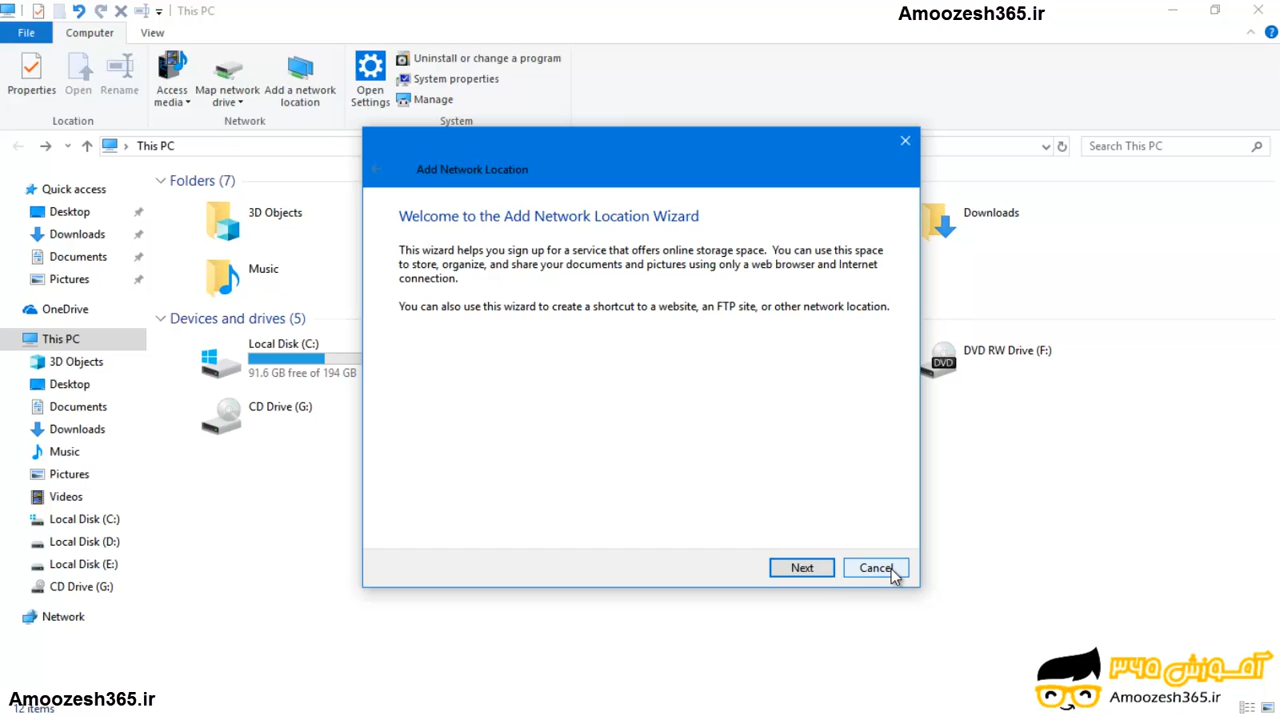 This PC
Amoozesh365.ir
File
Computer
View
Properties
Open
Rename
Access media
Map network drive
Add a network location
Open Settings
Uninstall or change a program
System properties
Manage
Location
Network
System
This PC
Search This PC
Quick access
Desktop
Downloads
Documents
Pictures
OneDrive
This PC
3D Objects
Desktop
Documents
Downloads
Music
Pictures
Videos
Local Disk (C:)
Local Disk (D:)
Local Disk (E:)
CD Drive (G:)
Network
Folders (7)
3D Objects
Music
Downloads
Devices and drives (5)
Local Disk (C:)
91.6 GB free of 194 GB
CD Drive (G:)
DVD RW Drive (F:)
DVD
Add Network Location
Welcome to the Add Network Location Wizard
This wizard helps you sign up for a service that offers online storage space. You can use this space
to store, organize, and share your documents and pictures using only a web browser and Internet
connection.
You can also use this wizard to create a shortcut to a website, an FTP site, or other network location.
Next
Cancel
آموزش ۳۶۵
Amoozesh365.ir
Amoozesh365.ir
12 items